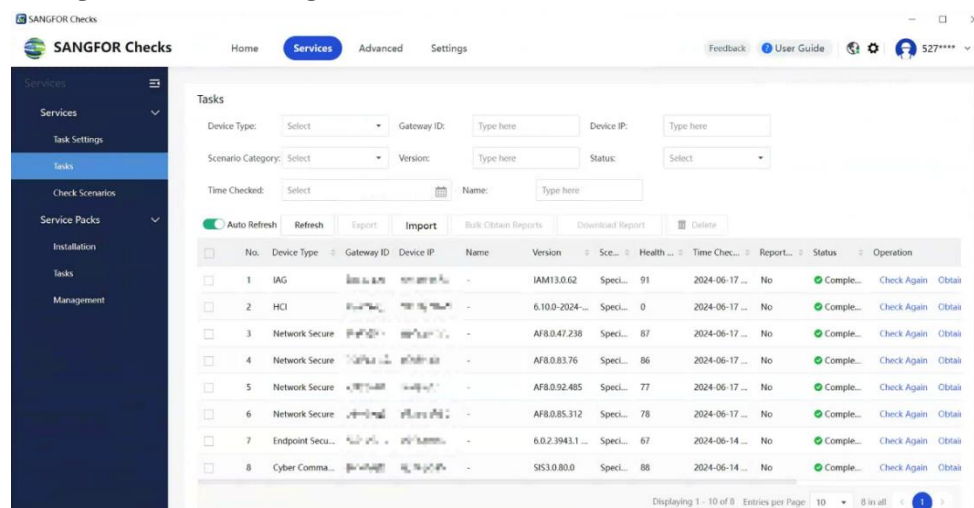 SANGFOR Checks
SANGFOR Checks Home Services Advanced Settings Feedback User Guide 527****
Services
Services
Task Settings
Tasks
Check Scenarios
Service Packs
Installation
Tasks
Management
Tasks
Device Type: Select Gateway ID: Type here Device IP: Type here
Scenario Category: Select Version: Type here Status: Select
Time Checked: Select Name: Type here
Auto Refresh Refresh Export Import Bulk Obtain Reports Download Report Delete
No. Device Type Gateway ID Device IP Name Version Sce... Health ... Time Chec... Report... Status Operation
1 IAG - IAM13.0.62 Speci... 91 2024-06-17 ... No Comple... Check Again Obtai
2 HCI - 6.10.0-2024-... Speci... 0 2024-06-17 ... No Comple... Check Again Obtai
3 Network Secure - AF8.0.47.238 Speci... 87 2024-06-17 ... No Comple... Check Again Obtai
4 Network Secure - AF8.0.83.76 Speci... 86 2024-06-17 ... No Comple... Check Again Obtai
5 Network Secure - AF8.0.92.485 Speci... 77 2024-06-17 ... No Comple... Check Again Obtai
6 Network Secure - AF8.0.85.312 Speci... 78 2024-06-17 ... No Comple... Check Again Obtai
7 Endpoint Secu... - 6.0.2.3943.1 ... Speci... 67 2024-06-14 ... No Comple... Check Again Obtai
8 Cyber Comma... - SIS3.0.80.0 Speci... 88 2024-06-14 ... No Comple... Check Again Obtai
Displaying 1 - 10 of 8 Entries per Page 10 8 in all < 1 >